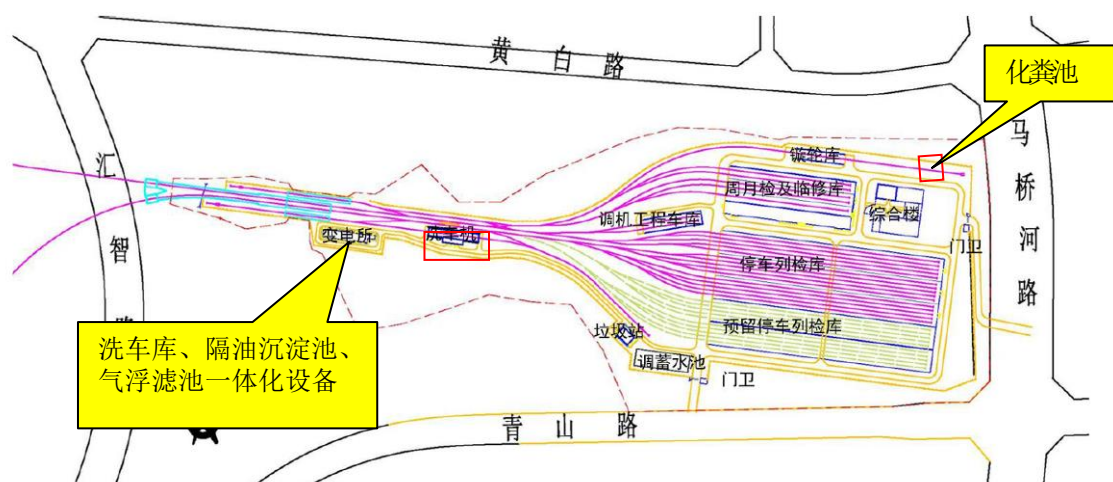 黄白路
化粪池
马桥河路
汇智
镟轮库
周月检及临修库
综合楼
调机工程车库
门卫
变电所
洗车机
停车列检库
预留停车列检库
垃圾站
调蓄水池
门卫
洗车库、隔油沉淀池、
气浮滤池一体化设备
青山路